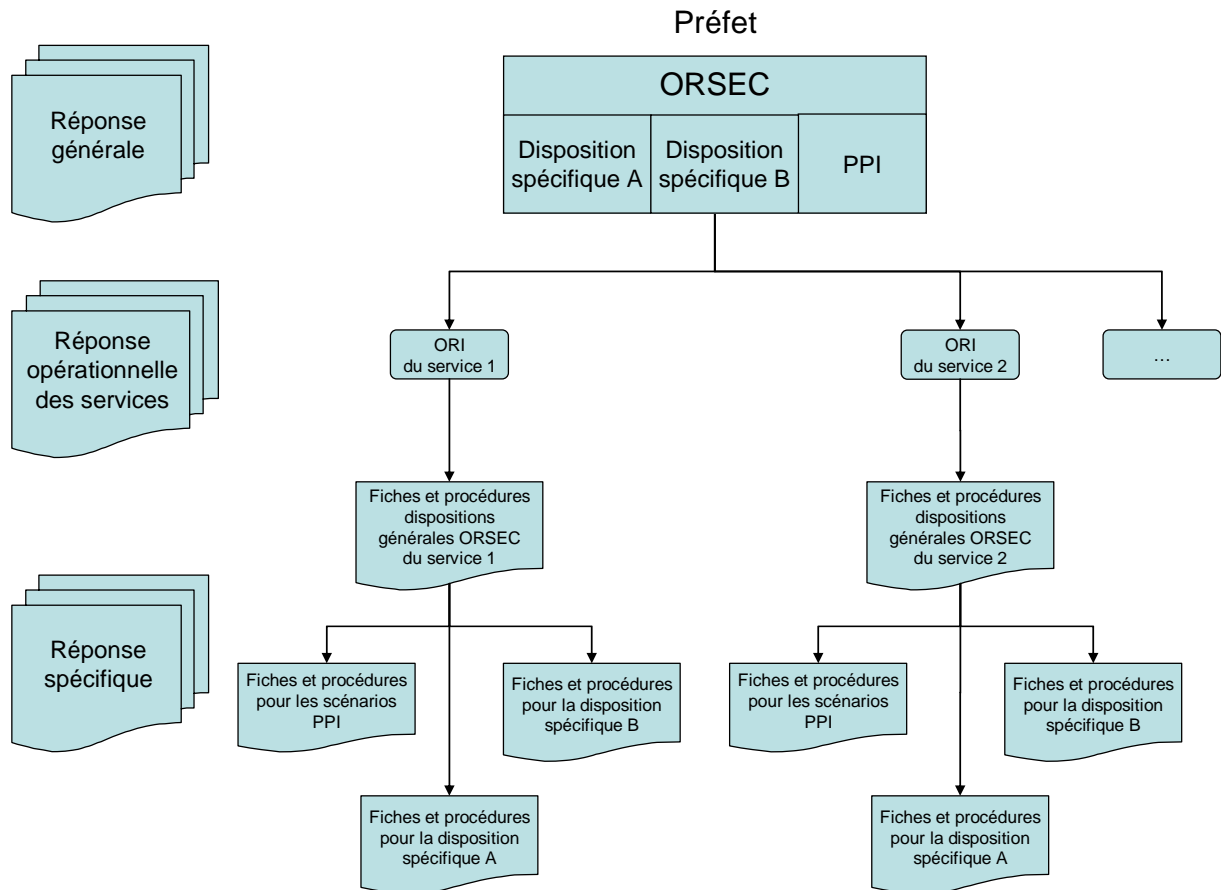 Préfet
ORSEC
Réponse
générale
Disposition
spécifique A
Disposition
spécifique B
PPI
Réponse
opérationnelle
des services
ORI
du service 1
ORI
du service 2
…
Fiches et procédures
dispositions
générales ORSEC
du service 1
Fiches et procédures
dispositions
générales ORSEC
du service 2
Réponse
spécifique
Fiches et procédures
pour les scénarios
PPI
Fiches et procédures
pour la disposition
spécifique B
Fiches et procédures
pour les scénarios
PPI
Fiches et procédures
pour la disposition
spécifique B
Fiches et procédures
pour la disposition
spécifique A
Fiches et procédures
pour la disposition
spécifique A